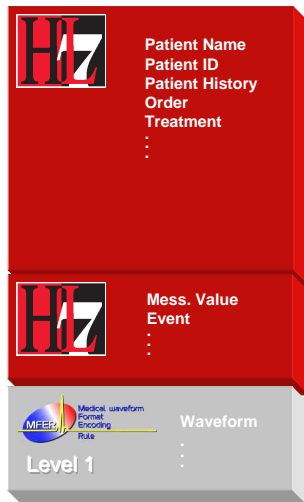 HL7
Patient Name
Patient ID
Patient History
Order
Treatment
.
.
.
HL7
Mess. Value
Event
.
.
.
MFER
Medical waveform
Format
Encoding
Rule
Waveform
.
.
.
Level 1